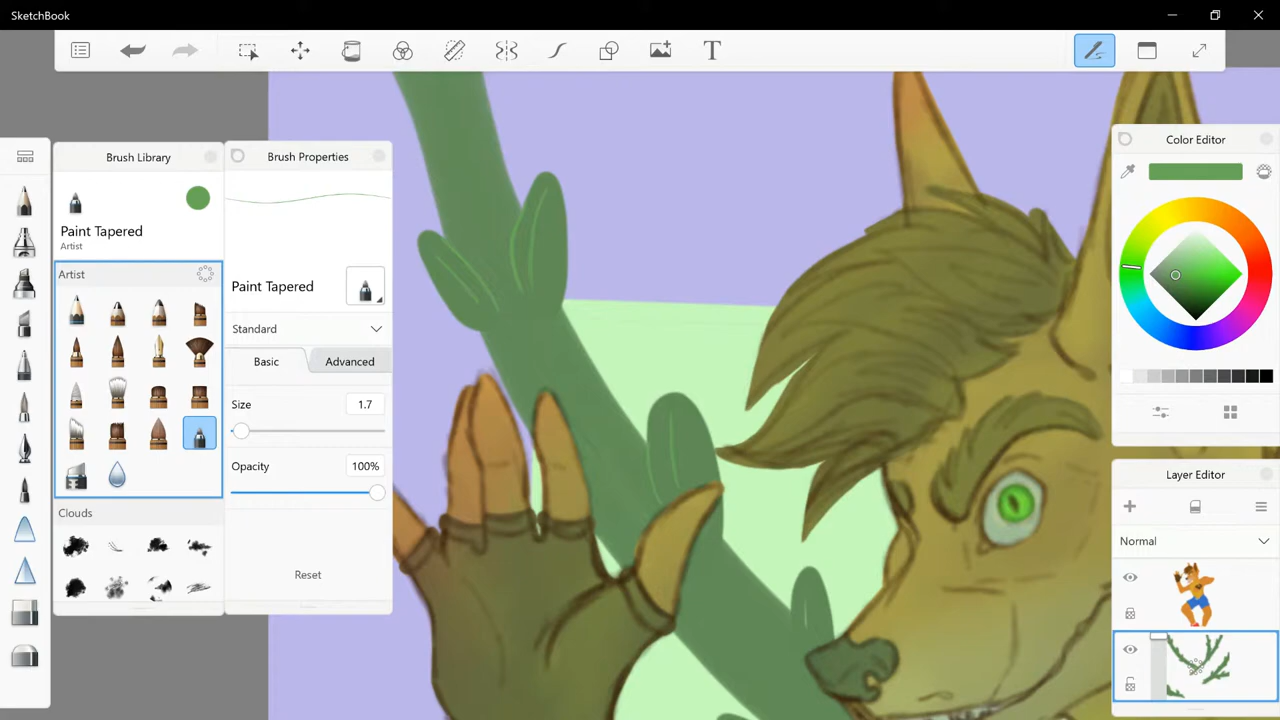 SketchBook
T
Brush Library
Brush Properties
Color Editor
Paint Tapered
Artist
Paint Tapered
Artist
Standard
Basic
Advanced
Size
1.7
Opacity
100%
Clouds
Reset
Layer Editor
Normal